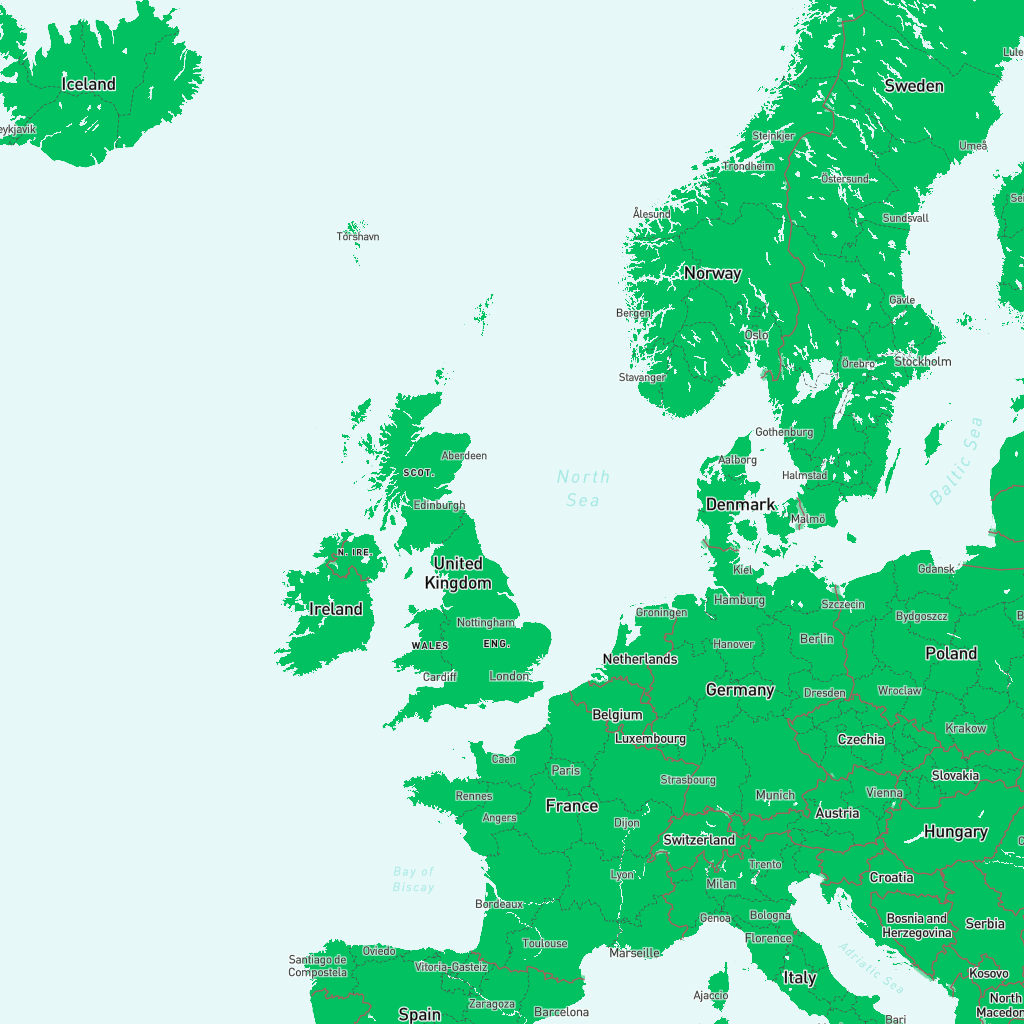 Iceland
eykjavik
Tórshavn
Sweden
Lule
Steinkjer
Umeå
Trondheim
Östersund
Ålesund
Sundsvall
Norway
Gävle
Bergen
Oslo
Örebro
Stockholm
Stavanger
Gothenburg
Aberdeen
Aalborg
SCOT.
North
Sea
Halmstad
Baltic Sea
Edinburgh
Denmark
Malmö
N. IRE.
United
Kingdom
Kiel
Gdansk
Ireland
Hamburg
Szczecin
Groningen
Bydgoszcz
B
Nottingham
WALES
ENG.
Hanover
Berlin
Netherlands
Poland
Cardiff
London
Germany
Dresden
Wroclaw
Belgium
Krakow
Luxembourg
Czechia
Caen
Paris
Strasbourg
Slovakia
Rennes
Munich
Vienna
France
Angers
Dijon
Austria
Hungary
Switzerland
C
Bay of
Biscay
Lyon
Trento
Milan
Croatia
Bordeaux
Genoa
Bologna
Bosnia and
Herzegovina
Serbia
Florence
Toulouse
Marseille
Oviedo
Santiago de
Compostela
Vitoria-Gasteiz
Adriatic Sea
Italy
Kosovo
Ajaccio
Zaragoza
Barcelona
North
Macedon
Spain
Bari
Se